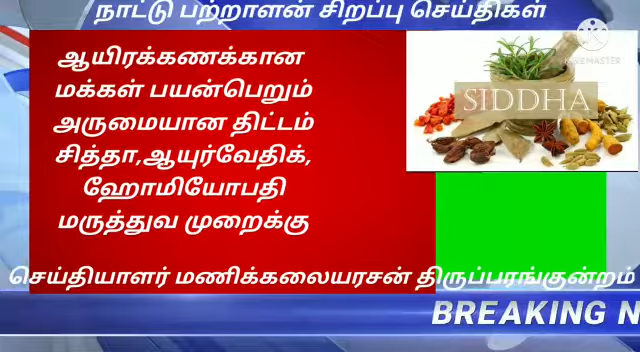 நாட்டு பற்றாளன் சிறப்பு செய்திகள்
ஆயிரக்கணக்கான
மக்கள் பயன்பெறும்
அருமையான திட்டம்
சித்தா,ஆயுர்வேதிக்,
ஹோமியோபதி
மருத்துவ முறைக்கு
SIDDHA
செய்தியாளர் மணிக்கலையரசன் திருப்பரங்குன்றம்
BREAKING N